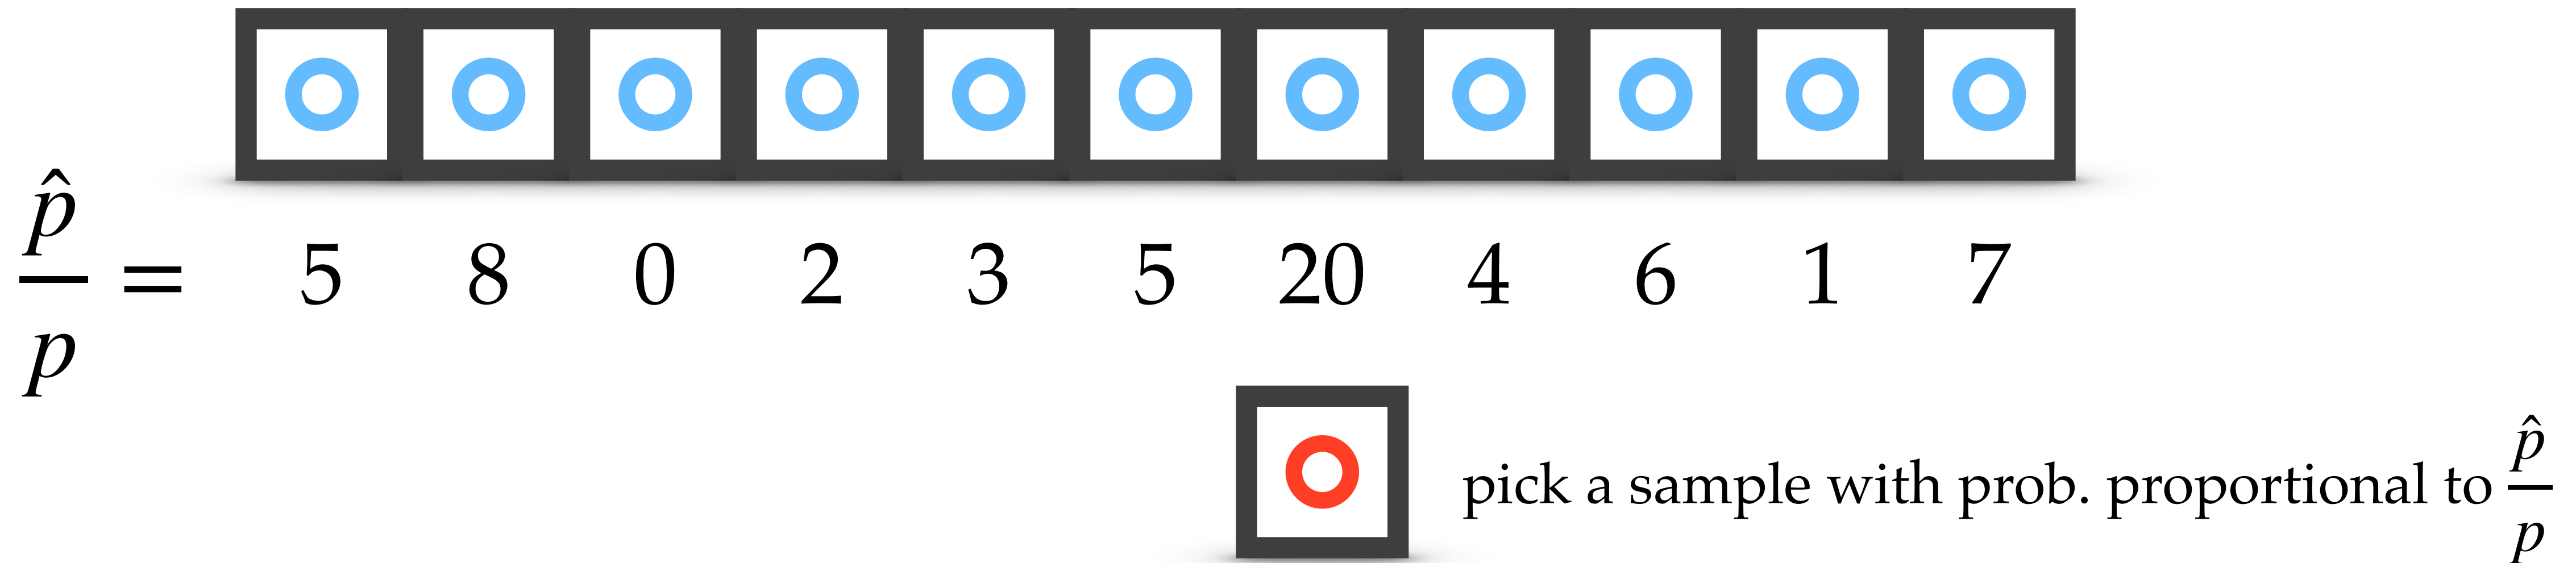 p̂/p = 5 8 0 2 3 5 20 4 6 1 7
pick a sample with prob. proportional to p̂/p